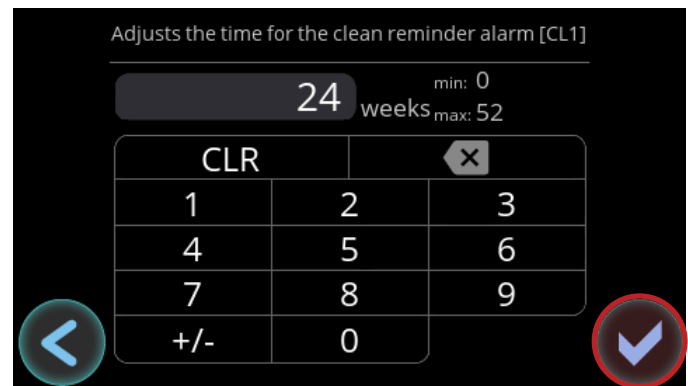 Adjusts the time for the clean reminder alarm [CL1]
24 weeks min: 0
max: 52
CLR
1 2 3
4 5 6
7 8 9
+/- 0